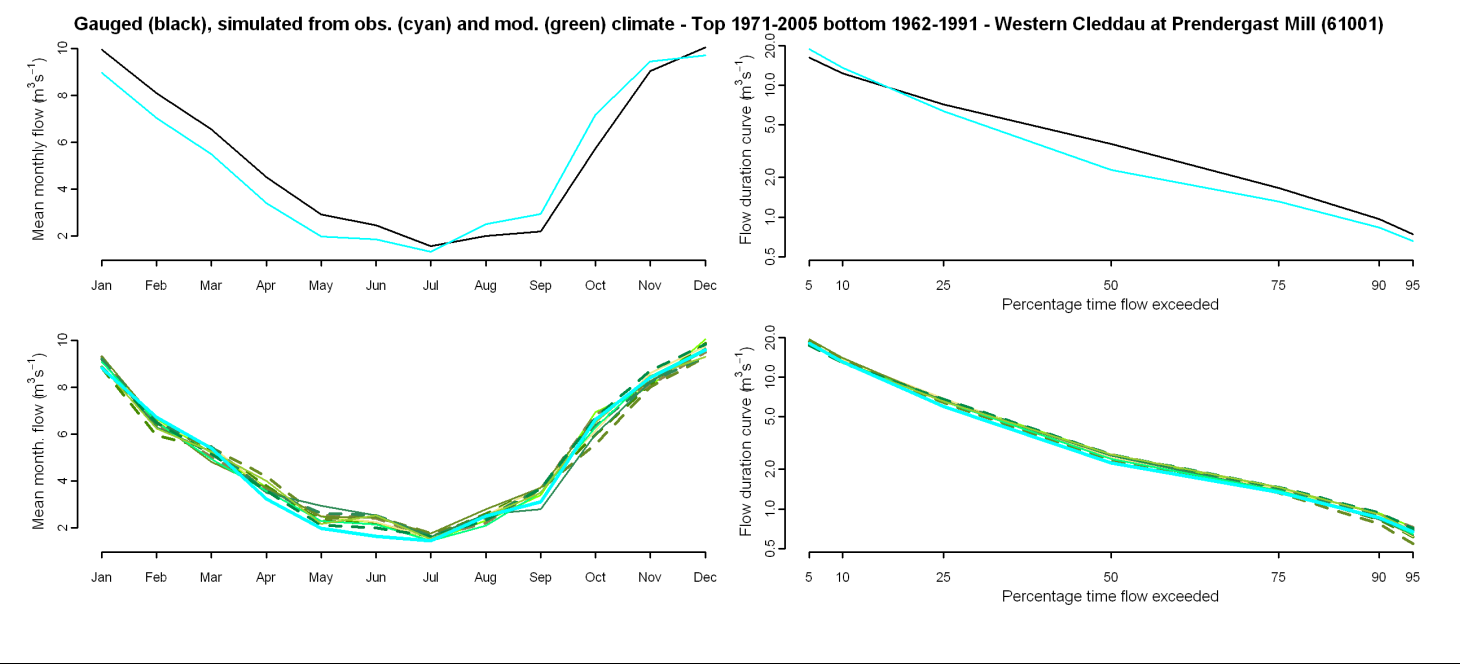 Gauged (black), simulated from obs. (cyan) and mod. (green) climate - Top 1971-2005 bottom 1962-1991 - Western Cleddau at Prendergast Mill (61001)
Mean monthly flow (m³s⁻¹)
10
8
6
4
2
Jan Feb Mar Apr May Jun Jul Aug Sep Oct Nov Dec
Flow duration curve (m³s⁻¹)
20.0
10.0
5.0
2.0
1.0
0.5
5 10 25 50 75 90 95
Percentage time flow exceeded
Mean month. flow (m³s⁻¹)
10
8
6
4
2
Jan Feb Mar Apr May Jun Jul Aug Sep Oct Nov Dec
Flow duration curve (m³s⁻¹)
20.0
10.0
5.0
2.0
1.0
0.5
5 10 25 50 75 90 95
Percentage time flow exceeded